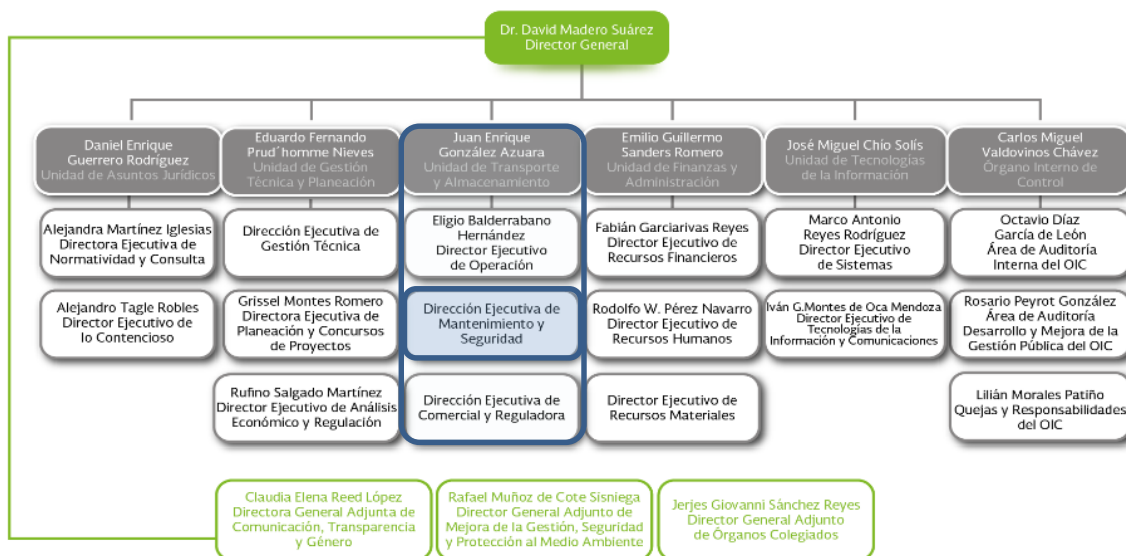 Dr. David Madero Suárez
Director General
Daniel Enrique
Guerrero Rodríguez
Unidad de Asuntos Jurídicos
Eduardo Fernando
Prud´homme Nieves
Unidad de Gestión
Técnica y Planeación
Juan Enrique
González Azuara
Unidad de Transporte
y Almacenamiento
Emilio Guillermo
Sanders Romero
Unidad de Finanzas y
Administración
José Miguel Chío Solís
Unidad de Tecnologías
de la Información
Carlos Miguel
Valdovinos Chávez
Órgano Interno de
Control
Alejandra Martínez Iglesias
Directora Ejecutiva de
Normatividad y Consulta
Dirección Ejecutiva de
Gestión Técnica
Eligio Balderrabano
Hernández
Director Ejecutivo
de Operación
Fabián Garciarivas Reyes
Director Ejecutivo de
Recursos Financieros
Marco Antonio
Reyes Rodríguez
Director Ejecutivo
de Sistemas
Octavio Díaz
García de León
Área de Auditoría
Interna del OIC
Alejandro Tagle Robles
Director Ejecutivo de
lo Contencioso
Grissel Montes Romero
Directora Ejecutiva de
Planeación y Concursos
de Proyectos
Dirección Ejecutiva de
Mantenimiento y
Seguridad
Rodolfo W. Pérez Navarro
Director Ejecutivo de
Recursos Humanos
Iván G.Montes de Oca Mendoza
Director Ejecutivo de
Tecnologías de la
Información y Comunicaciones
Rosario Peyrot González
Área de Auditoría
Desarrollo y Mejora de la
Gestión Pública del OIC
Rufino Salgado Martínez
Director Ejecutivo de Análisis
Económico y Regulación
Dirección Ejecutiva de
Comercial y Reguladora
Director Ejecutivo de
Recursos Materiales
Lilián Morales Patiño
Quejas y Responsabilidades
del OIC
Claudia Elena Reed López
Directora General Adjunta de
Comunicación, Transparencia
y Género
Rafael Muñoz de Cote Sisniega
Director General Adjunto de
Mejora de la Gestión, Seguridad
y Protección al Medio Ambiente
Jerjes Giovanni Sánchez Reyes
Director General Adjunto
de Órganos Colegiados